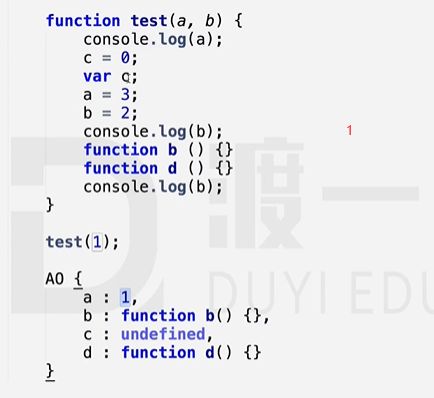 function test(a, b) {
    console.log(a);
    c = 0;
    var c;
    a = 3;
    b = 2;
    console.log(b);
    function b () {}
    function d () {}
    console.log(b);
}
1
test(1);
AO {
    a : 1,
    b : function b() {},
    c : undefined,
    d : function d() {}
}
渡一
DUYI EDU